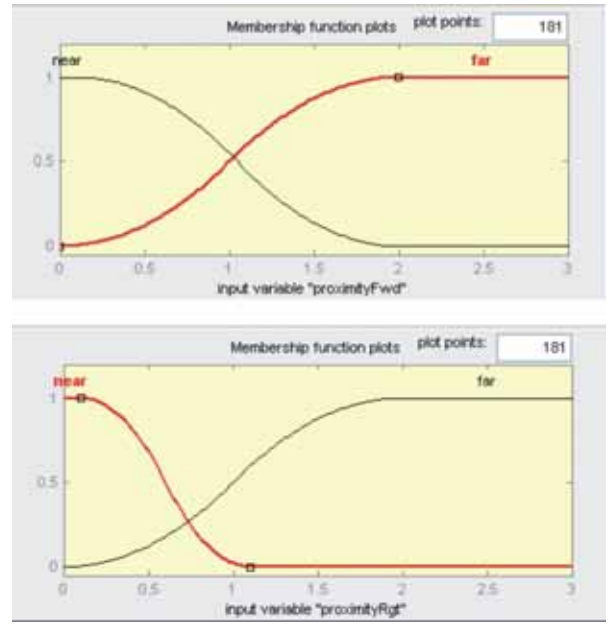 Membership function plots plot points: 181
near far
1
0.5
0
0 0.5 1 1.5 2 2.5 3
input variable "proximityFwd"
Membership function plots plot points: 181
near far
1
0.5
0
0 0.5 1 1.5 2 2.5 3
input variable "proximityRgt"